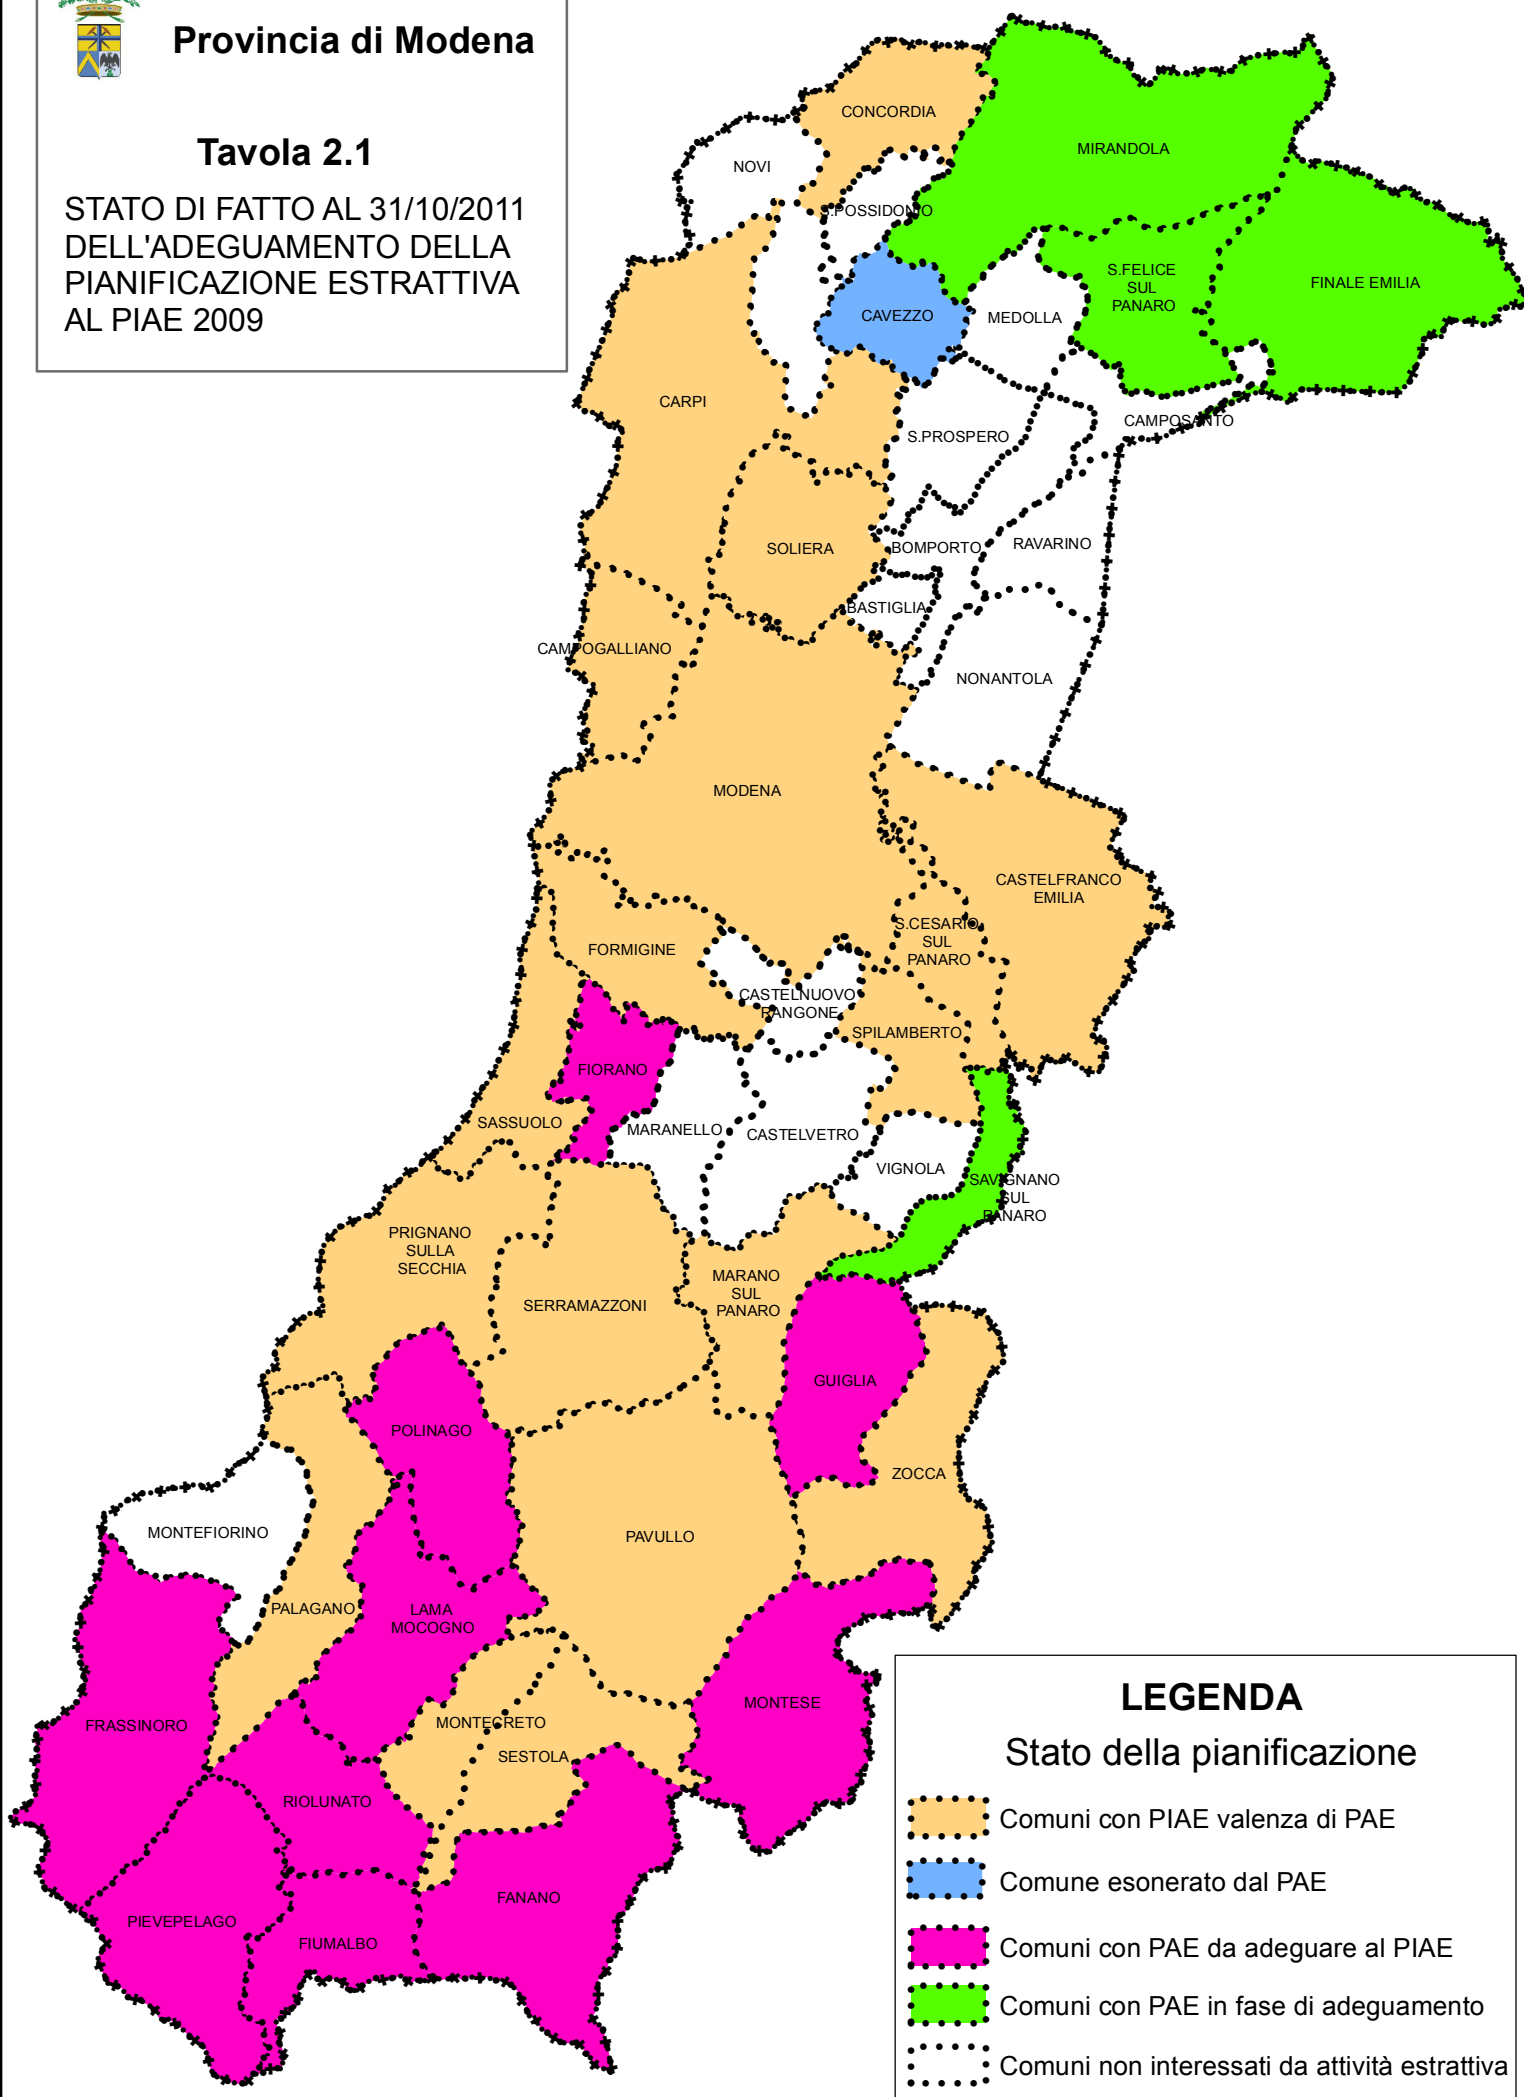 Provincia di Modena
Tavola 2.1
STATO DI FATTO AL 31/10/2011
DELL'ADEGUAMENTO DELLA
PIANIFICAZIONE ESTRATTIVA
AL PIAE 2009
CONCORDIA
MIRANDOLA
NOVI
S.POSSIDONIO
S.FELICE
SUL
PANARO
FINALE EMILIA
CAVEZZO
MEDOLLA
CARPI
CAMPOSANTO
S.PROSPERO
SOLIERA
BOMPORTO
RAVARINO
BASTIGLIA
CAMPOGALLIANO
NONANTOLA
MODENA
CASTELFRANCO
EMILIA
S.CESARIO
SUL
PANARO
FORMIGINE
CASTELNUOVO
RANGONE
SPILAMBERTO
FIORANO
SASSUOLO
MARANELLO
CASTELVETRO
VIGNOLA
SAVIGNANO
SUL
PANARO
PRIGNANO
SULLA
SECCHIA
MARANO
SUL
PANARO
SERRAMAZZONI
GUIGLIA
POLINAGO
ZOCCA
MONTEFIORINO
PAVULLO
PALAGANO
LAMA
MOCOGNO
MONTESE
FRASSINORO
MONTECRETO
SESTOLA
RIOLUNATO
FANANO
PIEVEPELAGO
FIUMALBO
LEGENDA
Stato della pianificazione
Comuni con PIAE valenza di PAE
Comune esonerato dal PAE
Comuni con PAE da adeguare al PIAE
Comuni con PAE in fase di adeguamento
Comuni non interessati da attività estrattiva